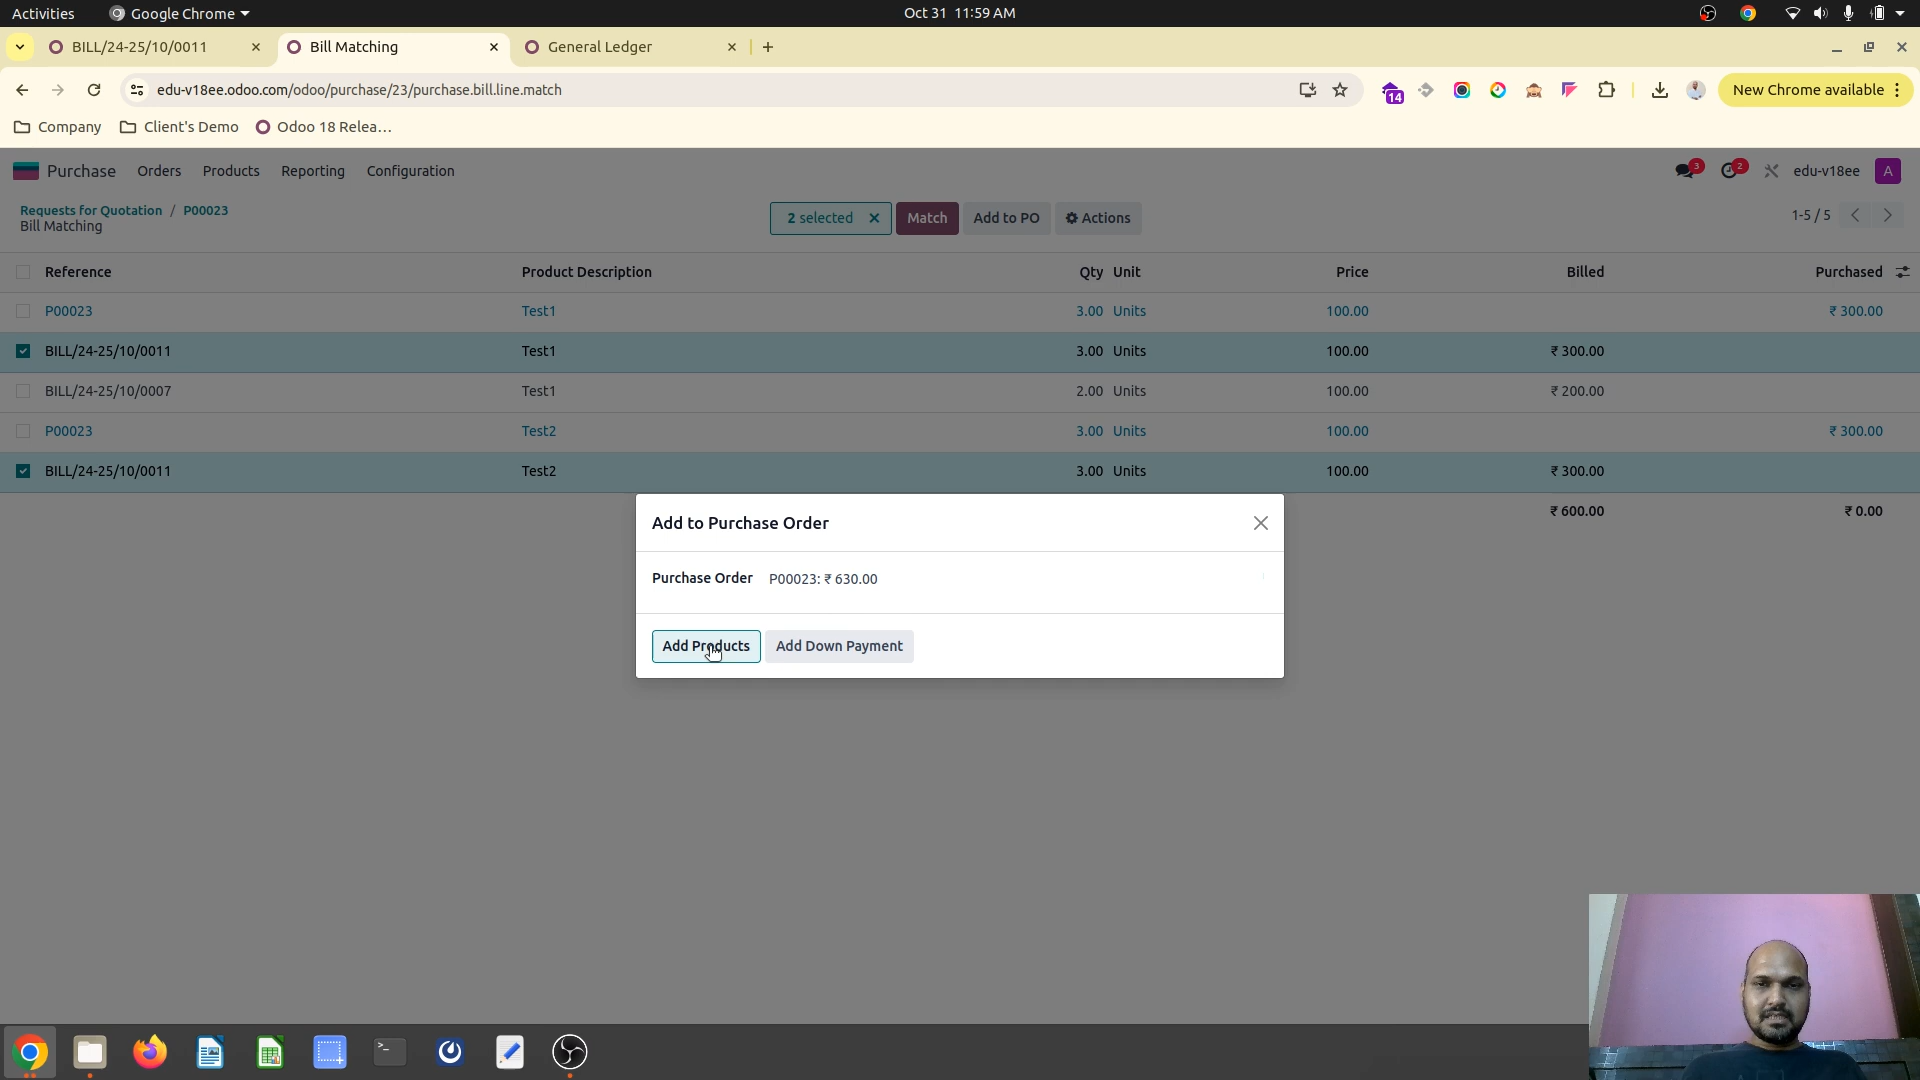 Activities Google Chrome Oct 31 11:59 AM
BILL/24-25/10/0011 Bill Matching General Ledger
edu-v18ee.odoo.com/odoo/purchase/23/purchase.bill.line.match 14 New Chrome available
Company Client's Demo Odoo 18 Relea...
Purchase Orders Products Reporting Configuration 3 2 edu-v18ee A
Requests for Quotation / P00023
Bill Matching
2 selected Match Add to PO Actions 1-5 / 5
Reference Product Description Qty Unit Price Billed Purchased
P00023 Test1 3.00 Units 100.00 ₹ 300.00
BILL/24-25/10/0011 Test1 3.00 Units 100.00 ₹ 300.00
BILL/24-25/10/0007 Test1 2.00 Units 100.00 ₹ 200.00
P00023 Test2 3.00 Units 100.00 ₹ 300.00
BILL/24-25/10/0011 Test2 3.00 Units 100.00 ₹ 300.00
₹ 600.00 ₹ 0.00
Add to Purchase Order
Purchase Order P00023: ₹ 630.00
Add Products Add Down Payment